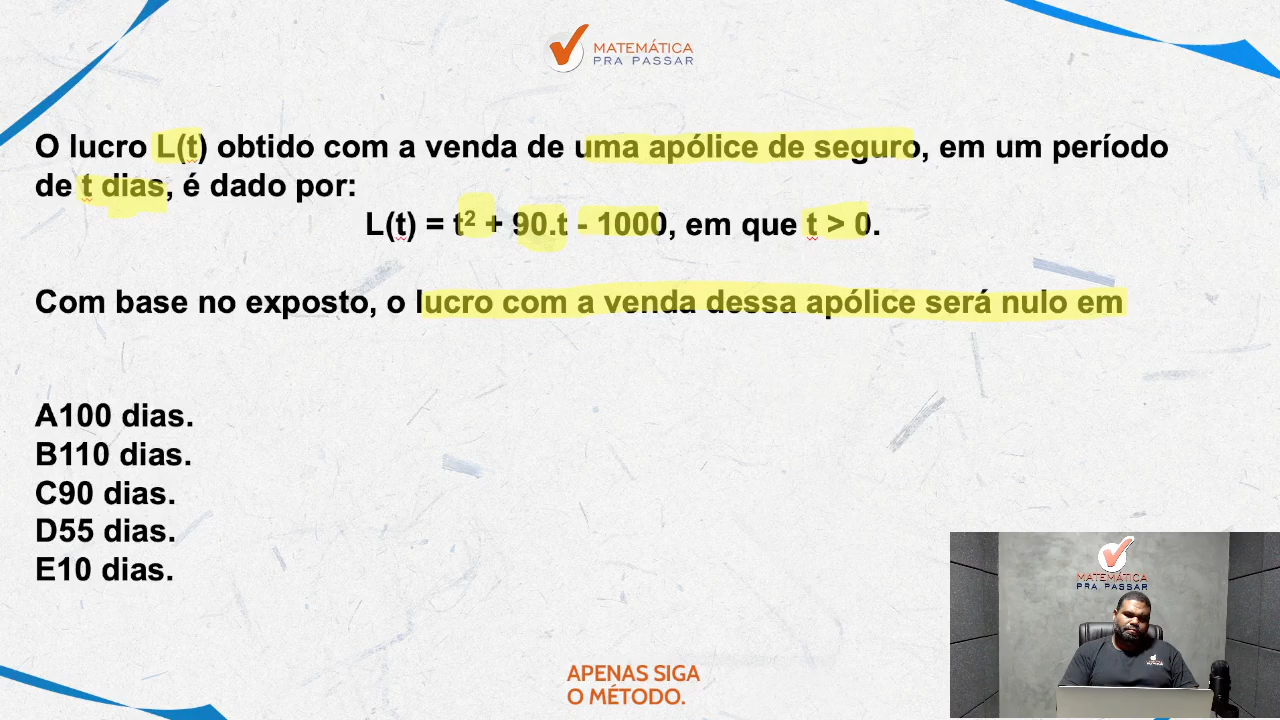 MATEMÁTICA
PRA PASSAR
O lucro L(t) obtido com a venda de uma apólice de seguro, em um período
de t dias, é dado por:
L(t) = t² + 90.t - 1000, em que t > 0.
Com base no exposto, o lucro com a venda dessa apólice será nulo em
A100 dias.
B110 dias.
C90 dias.
D55 dias.
E10 dias.
MATEMÁTICA
PRA PASSAR
APENAS SIGA
O MÉTODO.